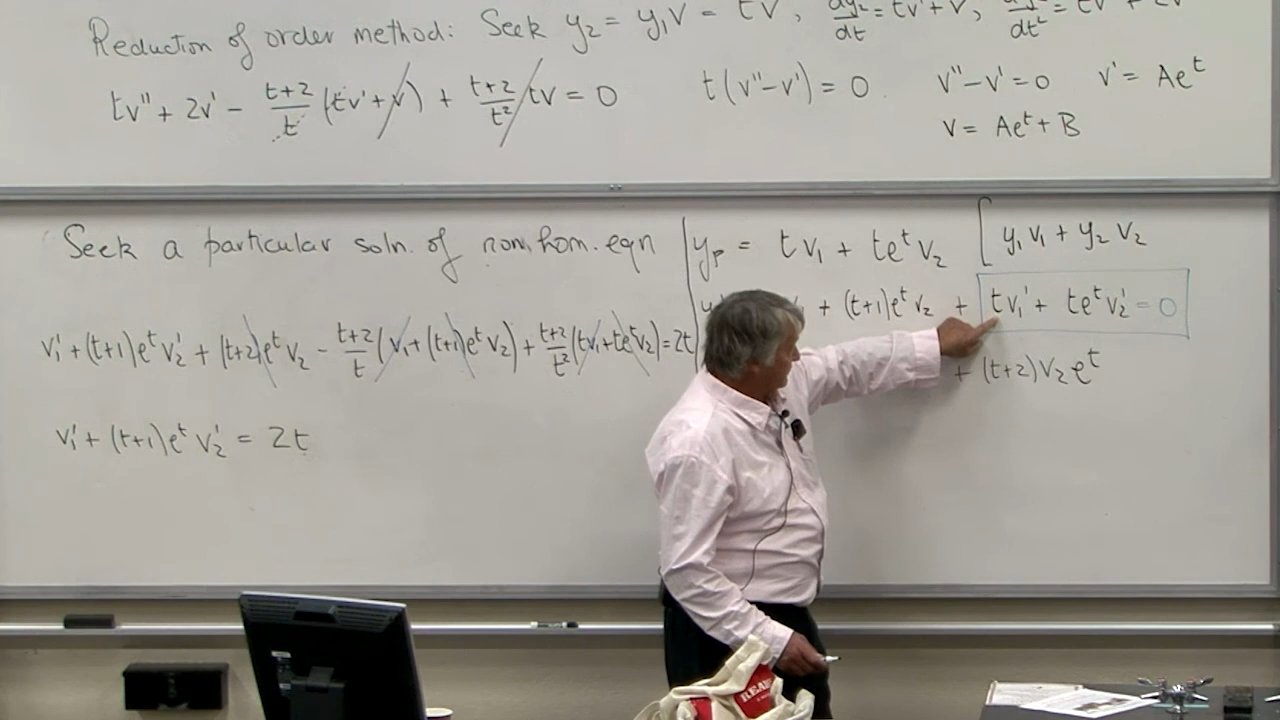 Reduction of order method: Seek y₂ = y₁v = tv, dy₂/dt = tv' + v,
tv" + 2v' − (t+2)/t (tv' + v) + (t+2)/t² tv = 0 t(v"−v') = 0 v"−v' = 0 v' = Ae^t
v = Ae^t + B
Seek a particular soln. of non. hom. eqn y_p = tv₁ + te^t v₂ [ y₁v₁ + y₂v₂
+ (t+1)e^t v₂ + tv₁' + te^t v₂' = 0
v₁' + (t+1)e^t v₂' + (t+2)e^t v₂ − (t+2)/t (v₁ + (t+1)e^t v₂) + (t+2)/t² (tv₁ + te^t v₂) = 2t
+ (t+2)v₂e^t
v₁' + (t+1)e^t v₂' = 2t